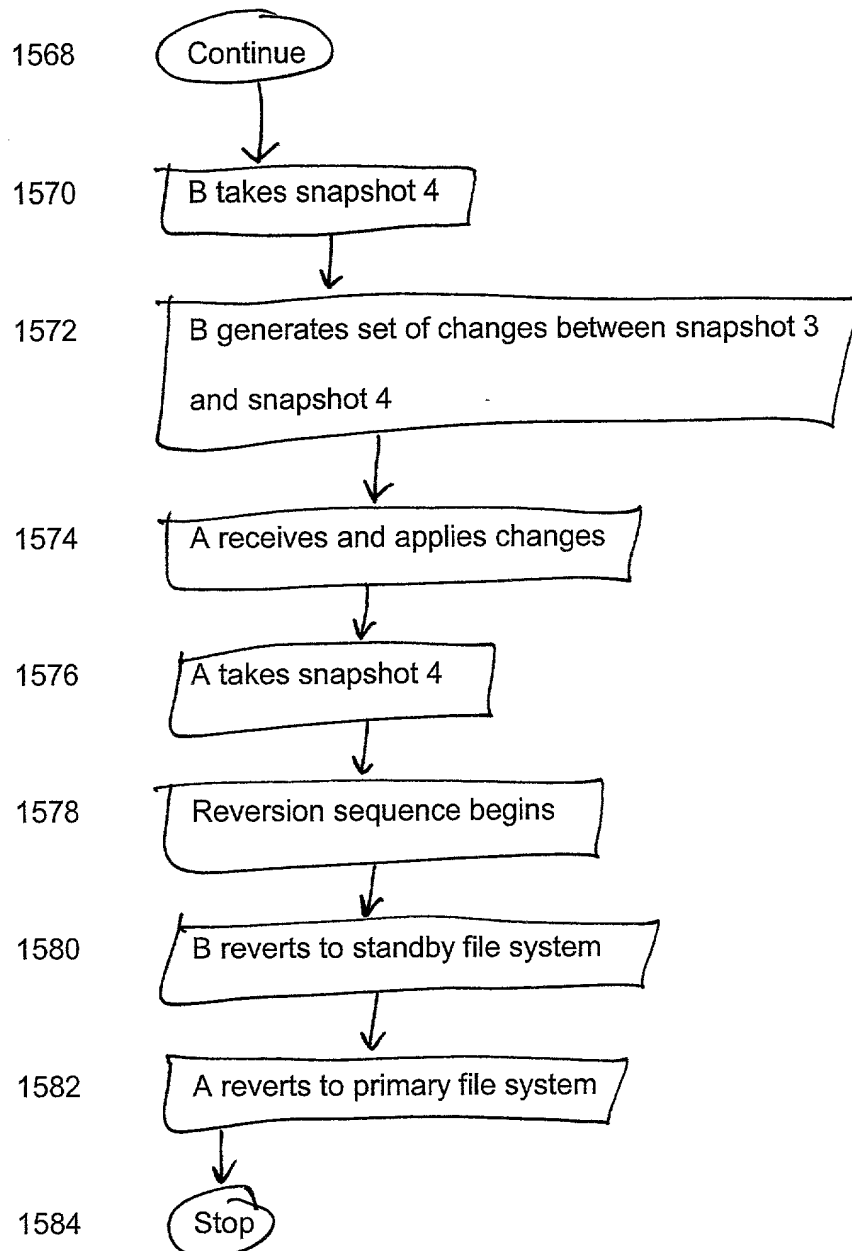 1568 Continue
1570 B takes snapshot 4
1572 B generates set of changes between snapshot 3
and snapshot 4
1574 A receives and applies changes
1576 A takes snapshot 4
1578 Reversion sequence begins
1580 B reverts to standby file system
1582 A reverts to primary file system
1584 Stop